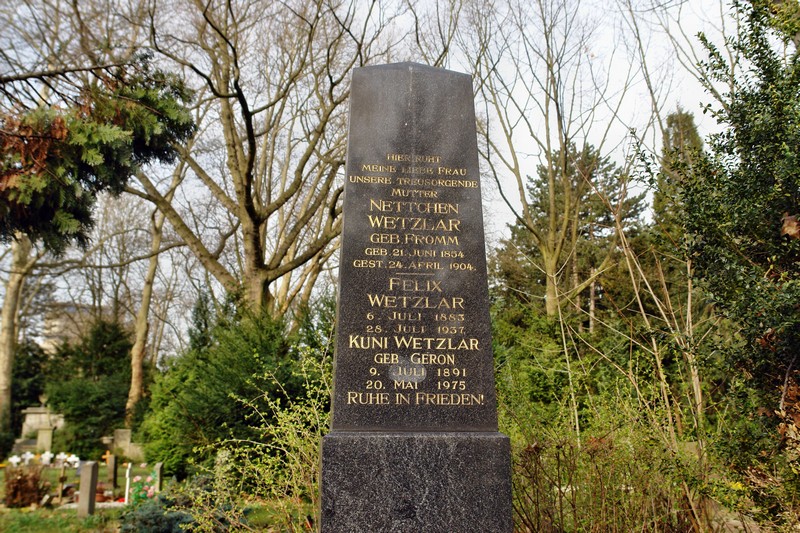 HIER RUHT
MEINE LIEBE FRAU
UNSERE TREUSORGENDE
MUTTER
NETTCHEN
WETZLAR
GEB. FROMM
GEB. 21. JUNI 1854
GEST. 24. APRIL 1904.
FELIX
WETZLAR
6. JULI 1883
28. JULI 1937.
KUNI WETZLAR
GEB. GERON
9. JULI 1891
20. MAI 1975
RUHE IN FRIEDEN!